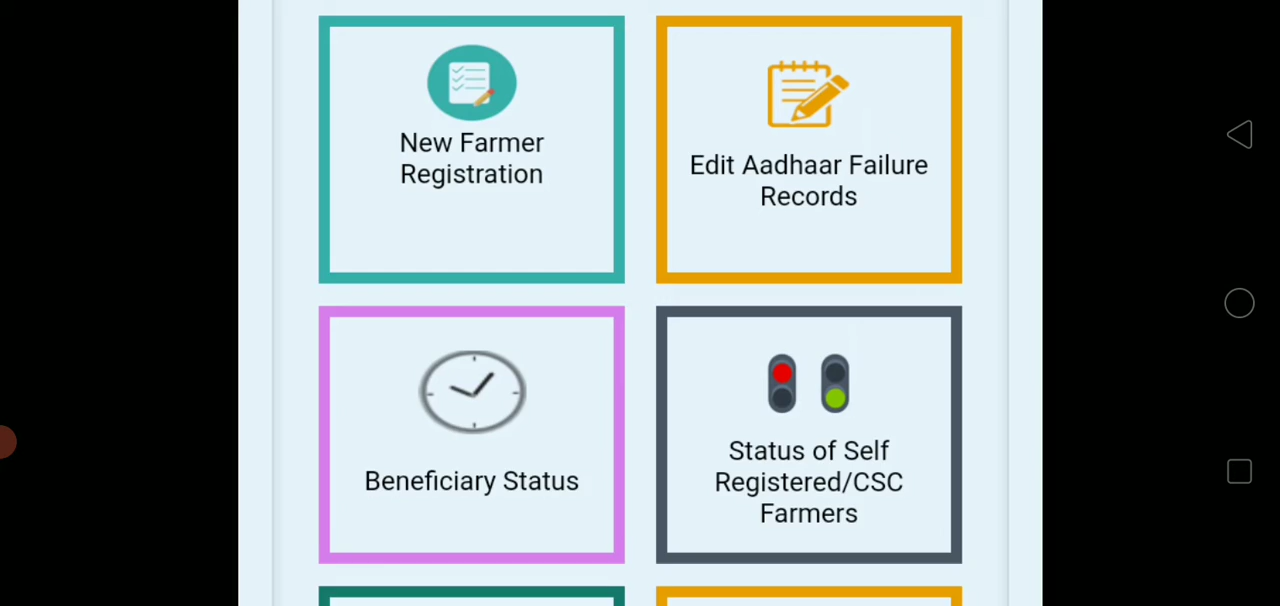 New Farmer
Registration
Edit Aadhaar Failure
Records
Beneficiary Status
Status of Self
Registered/CSC
Farmers